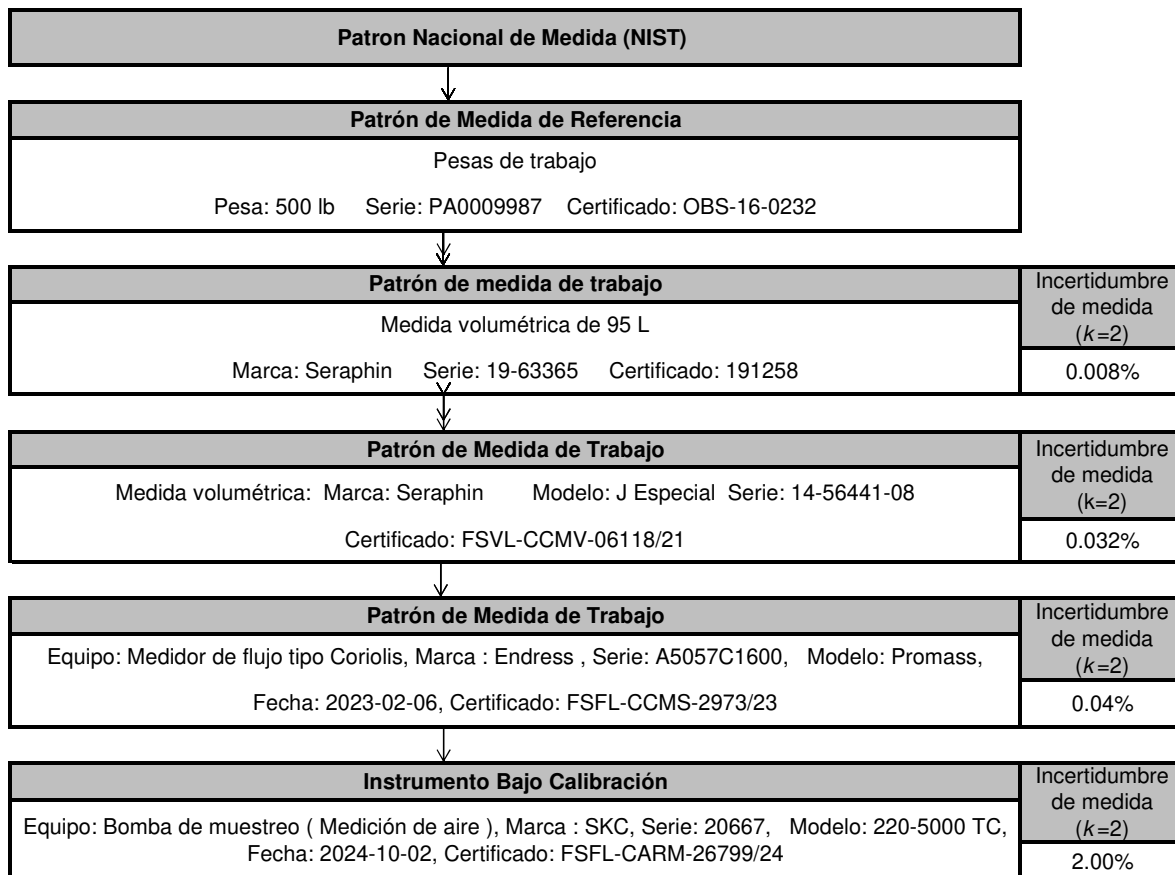 Patron Nacional de Medida (NIST)
Patrón de Medida de Referencia
Pesas de trabajo
Pesa: 500 lb Serie: PA0009987 Certificado: OBS-16-0232
Patrón de medida de trabajo
Medida volumétrica de 95 L
Marca: Seraphin Serie: 19-63365 Certificado: 191258
Incertidumbre
de medida
(k=2)
0.008%
Patrón de Medida de Trabajo
Medida volumétrica: Marca: Seraphin Modelo: J Especial Serie: 14-56441-08
Certificado: FSVL-CCMV-06118/21
Incertidumbre
de medida
(k=2)
0.032%
Patrón de Medida de Trabajo
Equipo: Medidor de flujo tipo Coriolis, Marca : Endress , Serie: A5057C1600, Modelo: Promass,
Fecha: 2023-02-06, Certificado: FSFL-CCMS-2973/23
Incertidumbre
de medida
(k=2)
0.04%
Instrumento Bajo Calibración
Equipo: Bomba de muestreo ( Medición de aire ), Marca : SKC, Serie: 20667, Modelo: 220-5000 TC,
Fecha: 2024-10-02, Certificado: FSFL-CARM-26799/24
Incertidumbre
de medida
(k=2)
2.00%